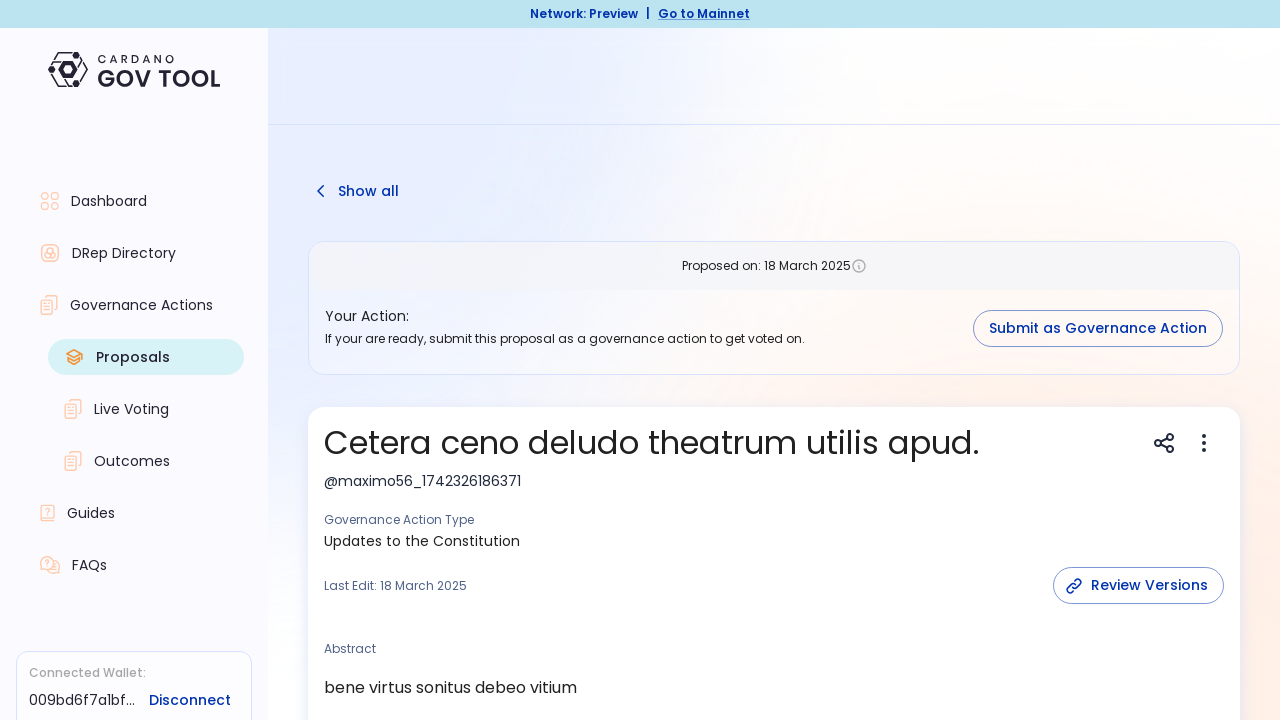 Network: Preview | Go to Mainnet
CARDANO
GOV TOOL
Dashboard
DRep Directory
Governance Actions
Proposals
Live Voting
Outcomes
Guides
FAQs
Connected Wallet:
009bd6f7a1bf... Disconnect
Show all
Proposed on: 18 March 2025
Your Action:
If your are ready, submit this proposal as a governance action to get voted on.
Submit as Governance Action
Cetera ceno deludo theatrum utilis apud.
@maximo56_1742326186371
Governance Action Type
Updates to the Constitution
Last Edit: 18 March 2025
Review Versions
Abstract
bene virtus sonitus debeo vitium